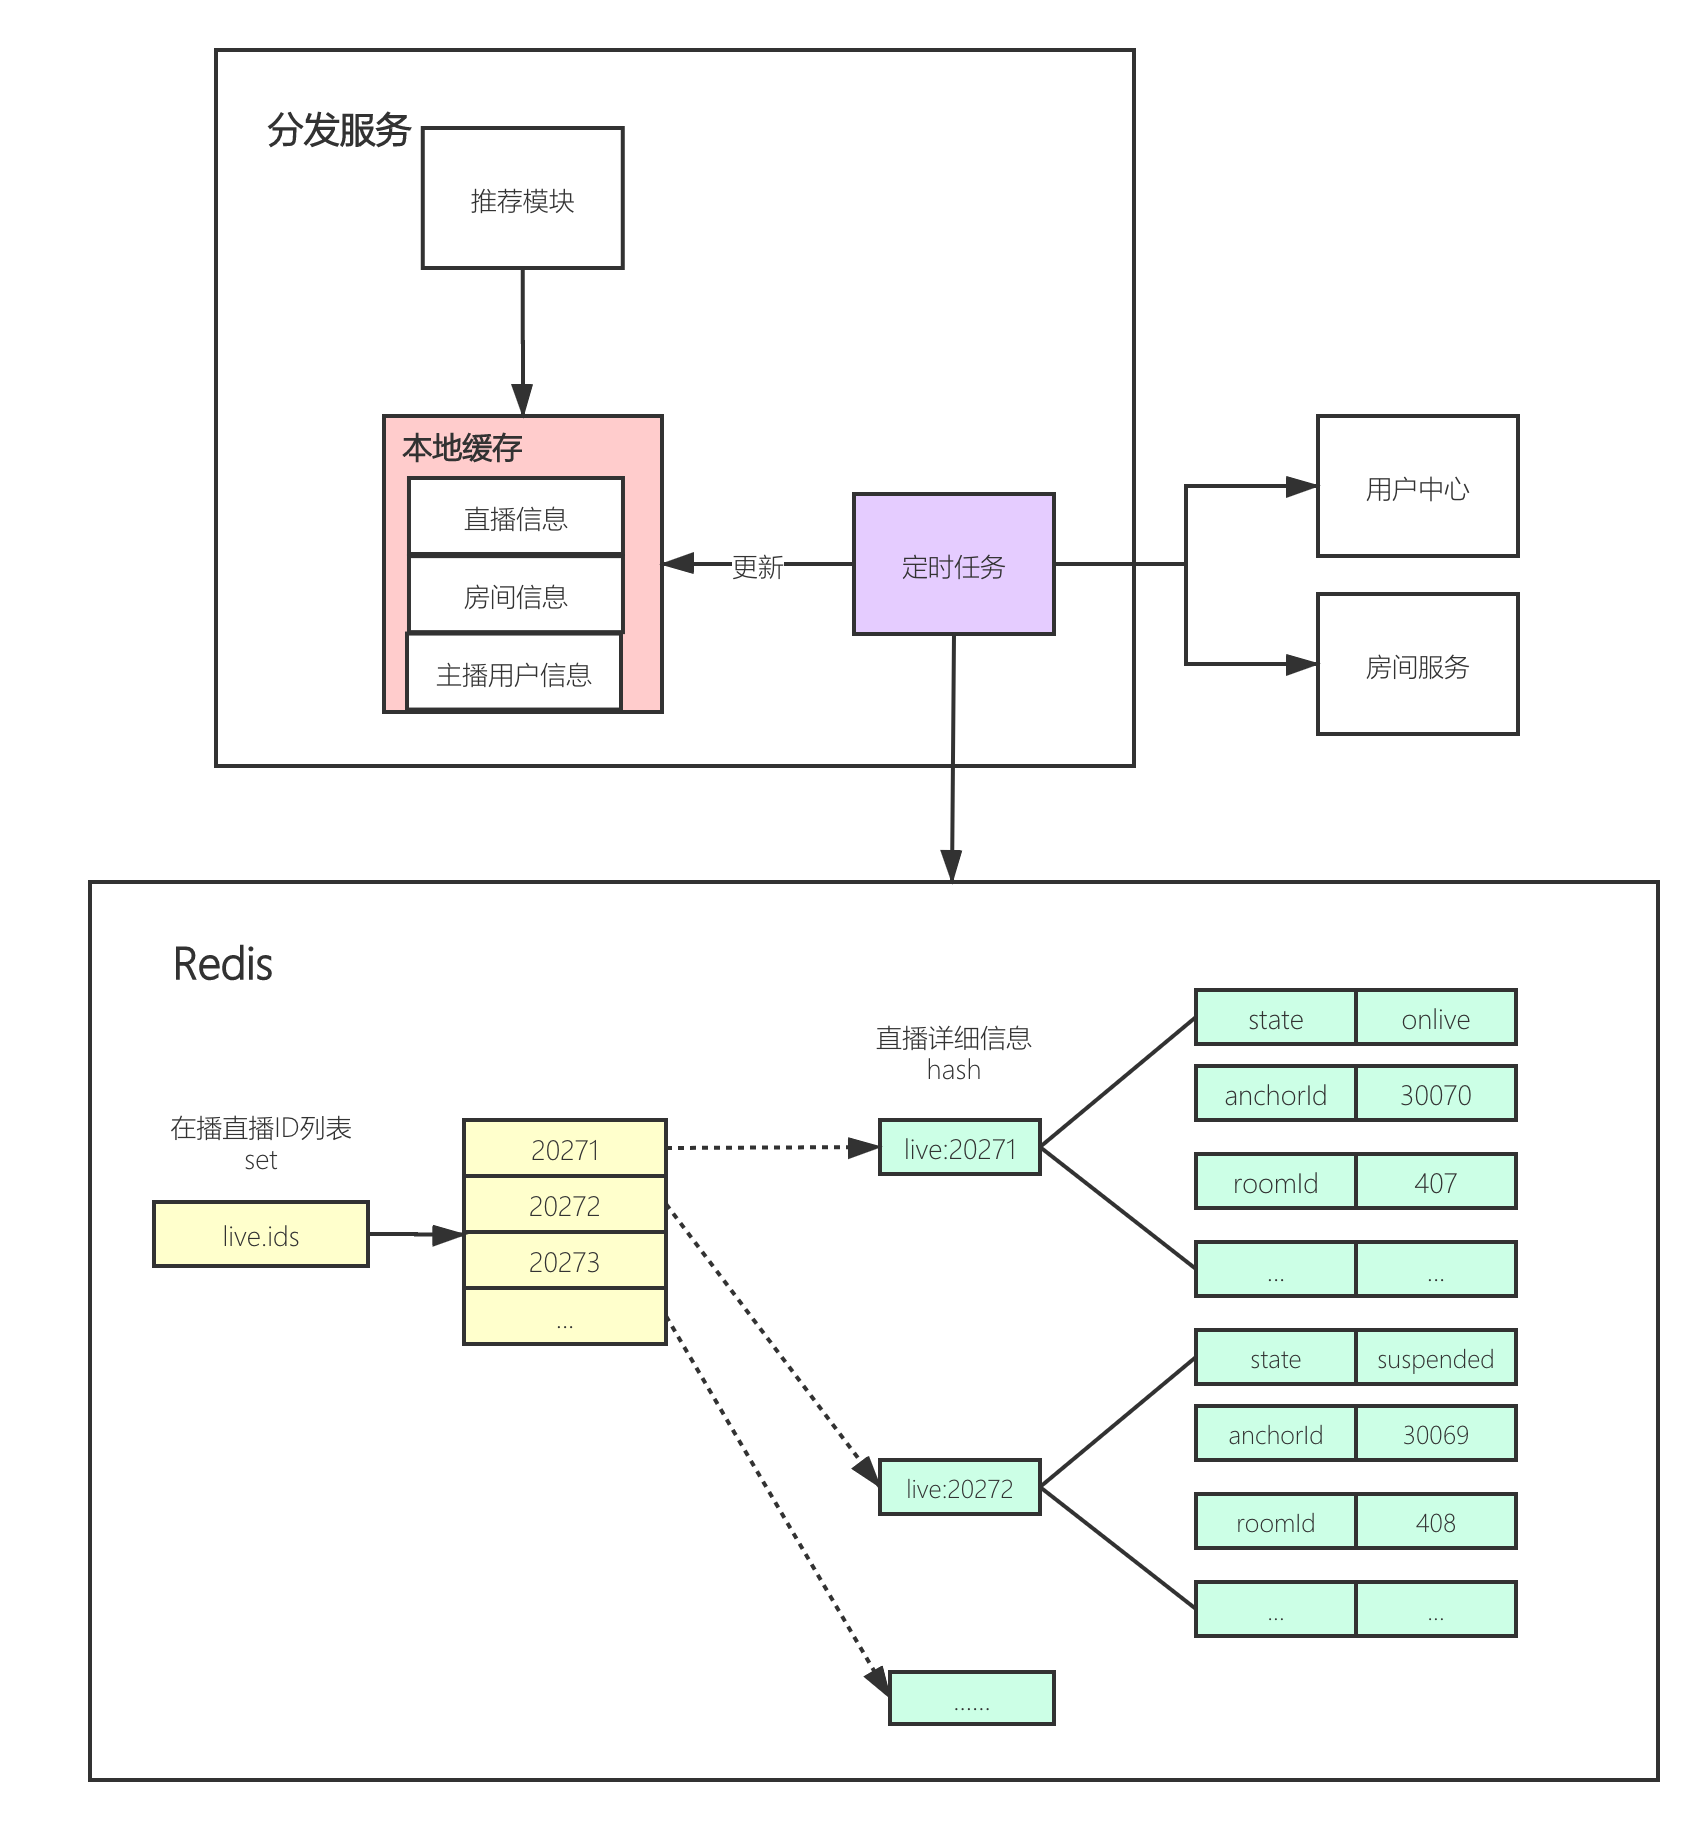 分发服务
推荐模块
本地缓存
直播信息
房间信息
主播用户信息
更新
定时任务
用户中心
房间服务
Redis
在播直播ID列表
set
live.ids
20271
20272
20273
...
直播详细信息
hash
live:20271
state
onlive
anchorId
30070
roomId
407
...
...
live:20272
state
suspended
anchorId
30069
roomId
408
...
...
......